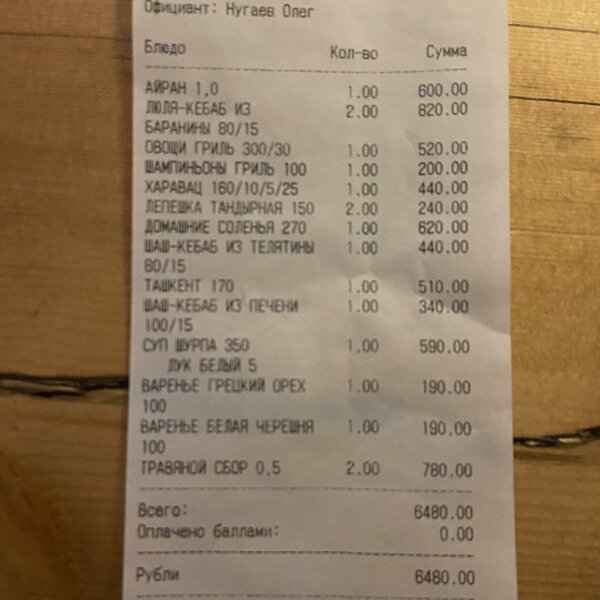 Официант: Нугаев Олег
Блюдо Кол-во Сумма
АЙРАН 1,0 1.00 600.00
ЛЮЛЯ-КЕБАБ ИЗ 2.00 820.00
БАРАНИНЫ 80/15
ОВОЩИ ГРИЛЬ 300/30 1.00 520.00
ШАМПИНЬОНЫ ГРИЛЬ 100 1.00 200.00
ХАРАВАЦ 160/10/5/25 1.00 440.00
ЛЕПЕШКА ТАНДЫРНАЯ 150 2.00 240.00
ДОМАШНИЕ СОЛЕНЬЯ 270 1.00 620.00
ШАШ-КЕБАБ ИЗ ТЕЛЯТИНЫ 1.00 440.00
80/15
ТАШКЕНТ 170 1.00 510.00
ШАШ-КЕБАБ ИЗ ПЕЧЕНИ 1.00 340.00
100/15
СУП ШУРПА 350 1.00 590.00
ЛУК БЕЛЫЙ 5
ВАРЕНЬЕ ГРЕЦКИЙ ОРЕХ 1.00 190.00
100
ВАРЕНЬЕ БЕЛАЯ ЧЕРЕШНЯ 1.00 190.00
100
ТРАВЯНОЙ СБОР 0,5 2.00 780.00
Всего: 6480.00
Оплачено баллами: 0.00
Рубли 6480.00